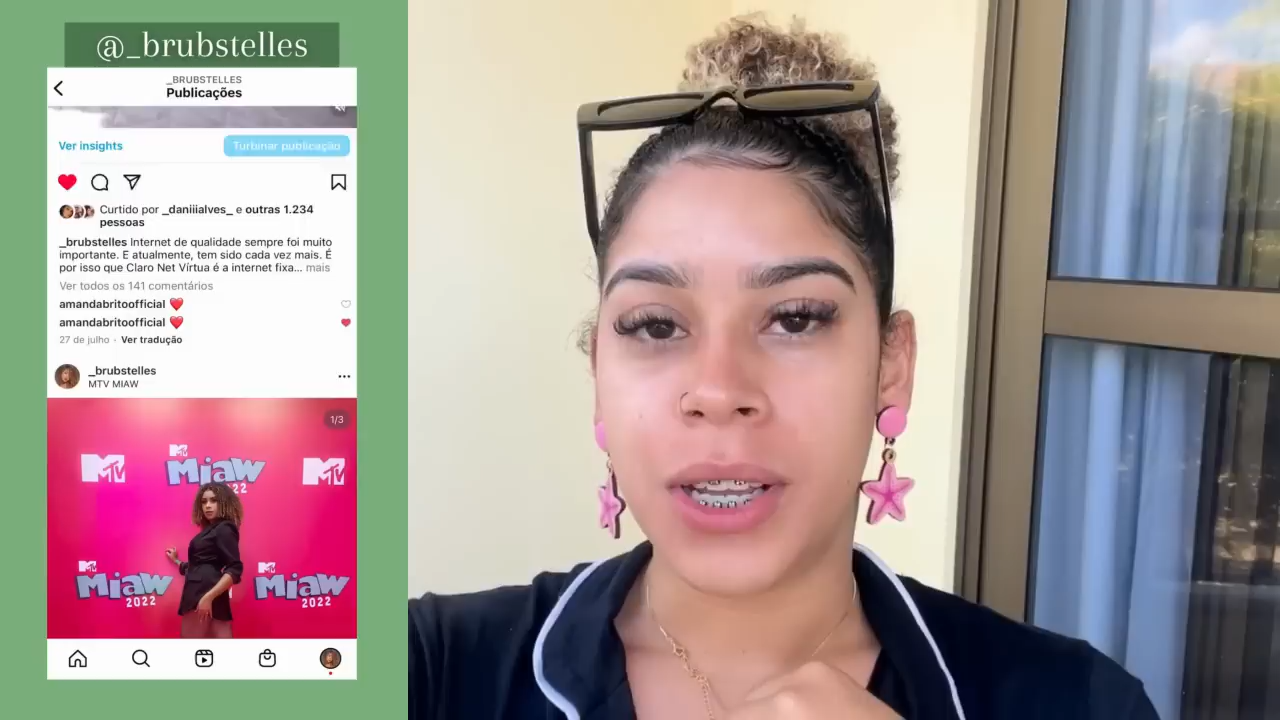 @_brubstelles
_BRUBSTELLES
Publicações
Ver insights
Turbinar publicação
Curtido por _daniiialves_ e outras 1.234
pessoas
_brubstelles Internet de qualidade sempre foi muito
importante. E atualmente, tem sido cada vez mais. É
por isso que Claro Net Vírtua é a internet fixa... mais
Ver todos os 141 comentários
amandabritoofficial ❤️
amandabritoofficial ❤️
27 de julho · Ver tradução
_brubstelles
MTV MIAW
1/3
MTV
MTV
MIAW
22
MTV
MTV
MIAW
2022
MTV
MIAW
2022